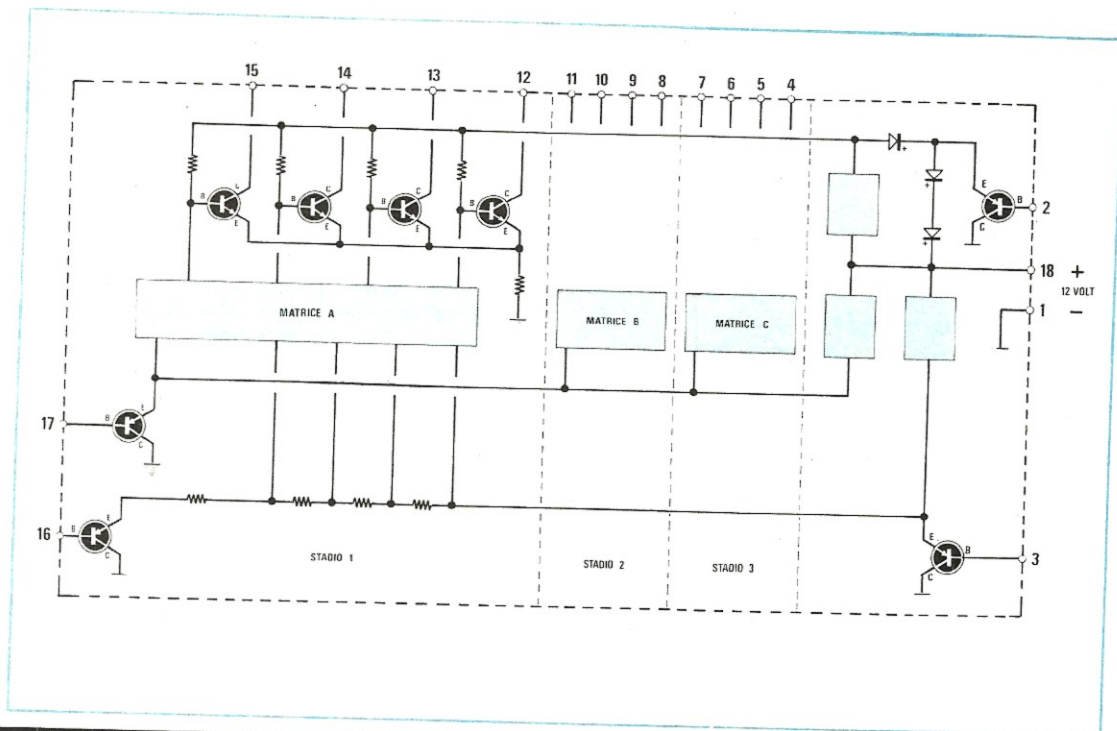 15 14 13 12 11 10 9 8 7 6 5 4
C C C
B B B B
E E E E
E
B 2
C
18 +
12 VOLT
1 −
MATRICE A
MATRICE B
MATRICE C
17 B
C
E
16 B
C
E
B 3
C
STADIO 1
STADIO 2
STADIO 3